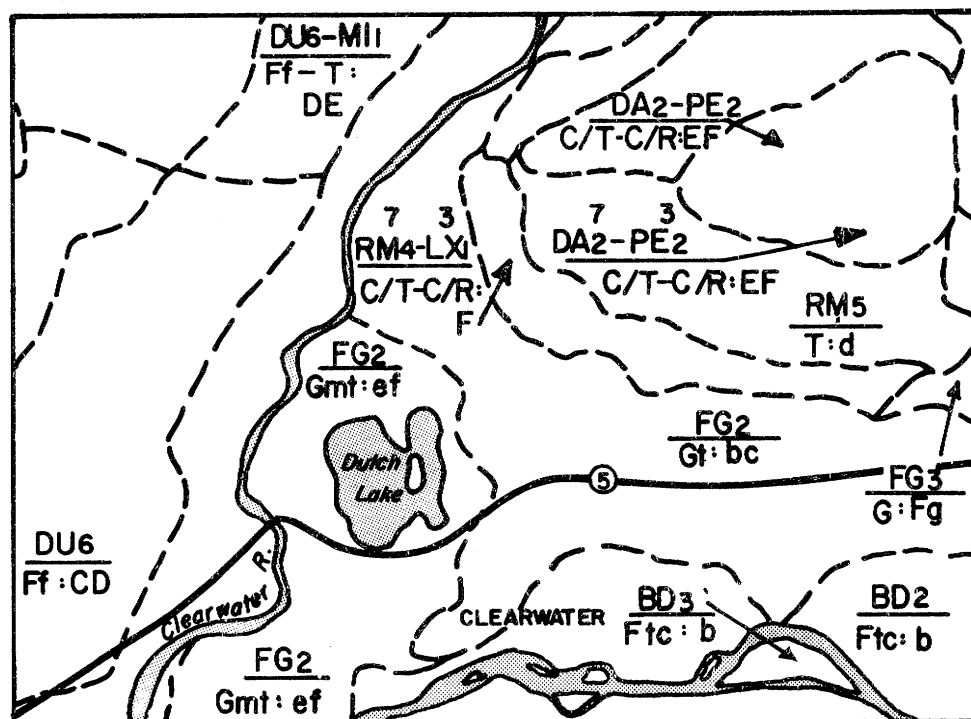 DU6-M11
Ff-T:
DE
DA2-PE2
C/T-C/R:EF
7 3
RM4-LX1
C/T-C/R:
F
7 3
DA2-PE2
C/T-C/R:EF
RM5
T:d
FG2
Gmt:ef
Dutch
Lake
FG2
Gt:bc
5
FG3
G:Fg
DU6
Ff:CD
Clearwater R.
CLEARWATER
BD3
Ftc:b
BD2
Ftc:b
FG2
Gmt:ef